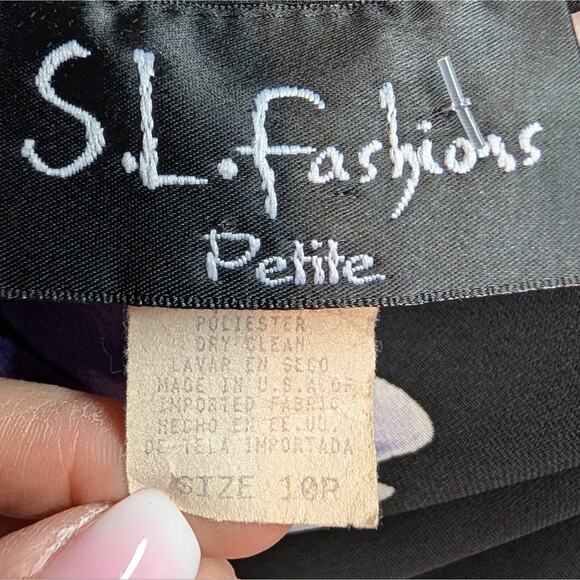 S.L. Fashions
Petite
POLIESTER
DRY CLEAN
LAVAR EN SECO
MADE IN U.S.A. OF
IMPORTED FABRIC
HECHO EN EE.UU.
DE TELA IMPORTADA
SIZE 10P